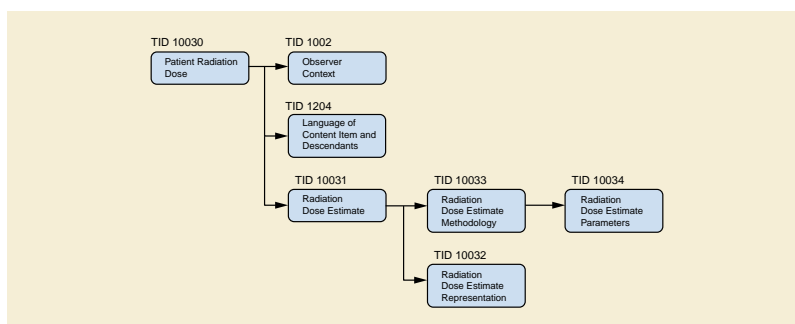 TID 10030
Patient Radiation
Dose
TID 1002
Observer
Context
TID 1204
Language of
Content Item and
Descendants
TID 10031
Radiation
Dose Estimate
TID 10033
Radiation
Dose Estimate
Methodology
TID 10034
Radiation
Dose Estimate
Parameters
TID 10032
Radiation
Dose Estimate
Representation